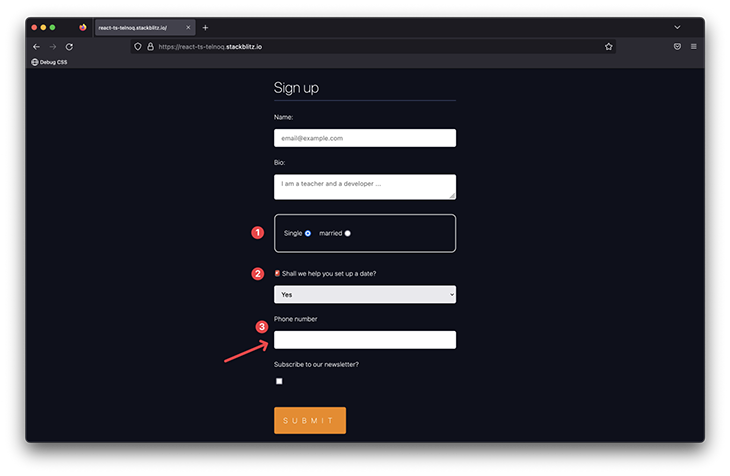 react-ts-telnoq.stackblitz.io/
https://react-ts-telnoq.stackblitz.io
Debug CSS
Sign up
Name:
email@example.com
Bio:
I am a teacher and a developer ...
1
Single married
2 Shall we help you set up a date?
Yes
Phone number
3
Subscribe to our newsletter?
SUBMIT